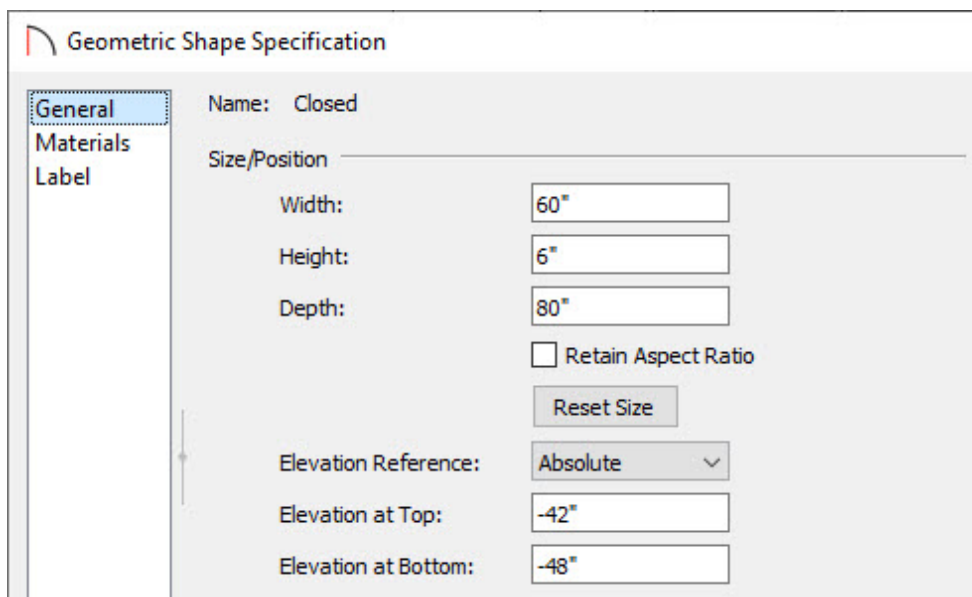 Geometric Shape Specification
General
Materials
Label
Name: Closed
Size/Position
Width: 60"
Height: 6"
Depth: 80"
Retain Aspect Ratio
Reset Size
Elevation Reference: Absolute
Elevation at Top: -42"
Elevation at Bottom: -48"